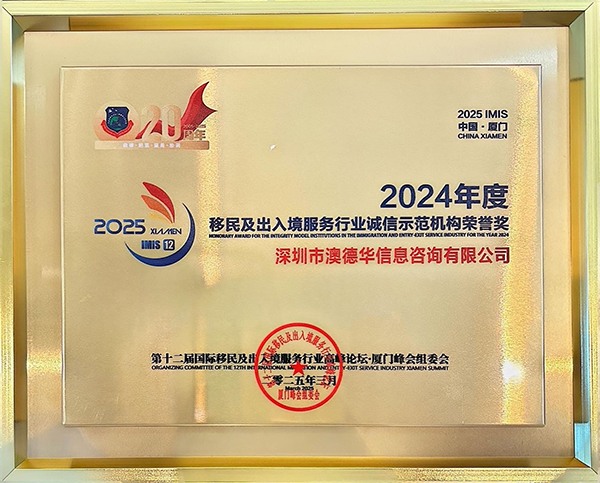 20
周年
2025 IMIS
中国·厦门
CHINA XIAMEN
2025
XIAMEN
IMIS 12
2024年度
移民及出入境服务行业诚信示范机构荣誉奖
HONORARY AWARD FOR THE INTEGRITY MODEL INSTITUTIONS IN THE IMMIGRATION AND ENTRY-EXIT SERVICE INDUSTRY FOR THE YEAR 2024
深圳市澳德华信息咨询有限公司
第十二届国际移民及出入境服务行业高峰论坛·厦门峰会组委会
ORGANIZING COMMITTEE OF THE 12TH INTERNATIONAL IMMIGRATION AND ENTRY-EXIT SERVICE INDUSTRY XIAMEN SUMMIT
二零二五年三月
March 2025
厦门峰会组委会